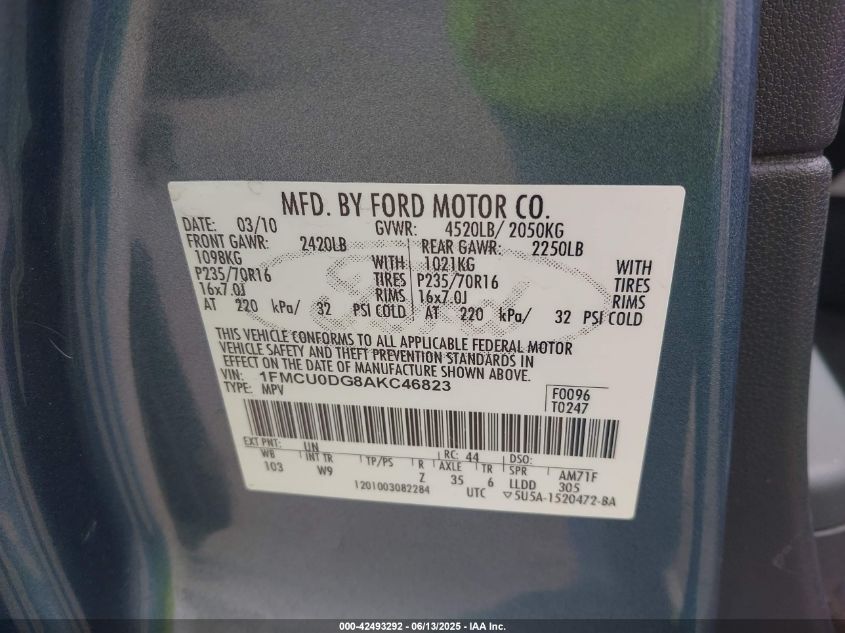 MFD. BY FORD MOTOR CO.
DATE: 03/10 GVWR: 4520LB/ 2050KG
FRONT GAWR: 2420LB REAR GAWR: 2250LB
1098KG WITH 1021KG WITH
P235/70R16 TIRES P235/70R16 TIRES
16x7.0J RIMS 16x7.0J RIMS
AT 220 kPa/ 32 PSI COLD AT 220 kPa/ 32 PSI COLD
Ford
THIS VEHICLE CONFORMS TO ALL APPLICABLE FEDERAL MOTOR
VEHICLE SAFETY AND THEFT PREVENTION STANDARDS IN
EFFECT ON THE DATE OF MANUFACTURE SHOWN ABOVE.
VIN: 1FMCU0DG8AKC46823
TYPE: MPV
F0096
T0247
EXT PNT: UN RC: 44 DSO:
WB INT TR TP/PS R AXLE TR SPR AM71F
103 W9 Z 35 6 LLDD 305
1201003082284 UTC ▽5U5A-1520472-BA
000-42493292 - 06/13/2025 - IAA Inc.